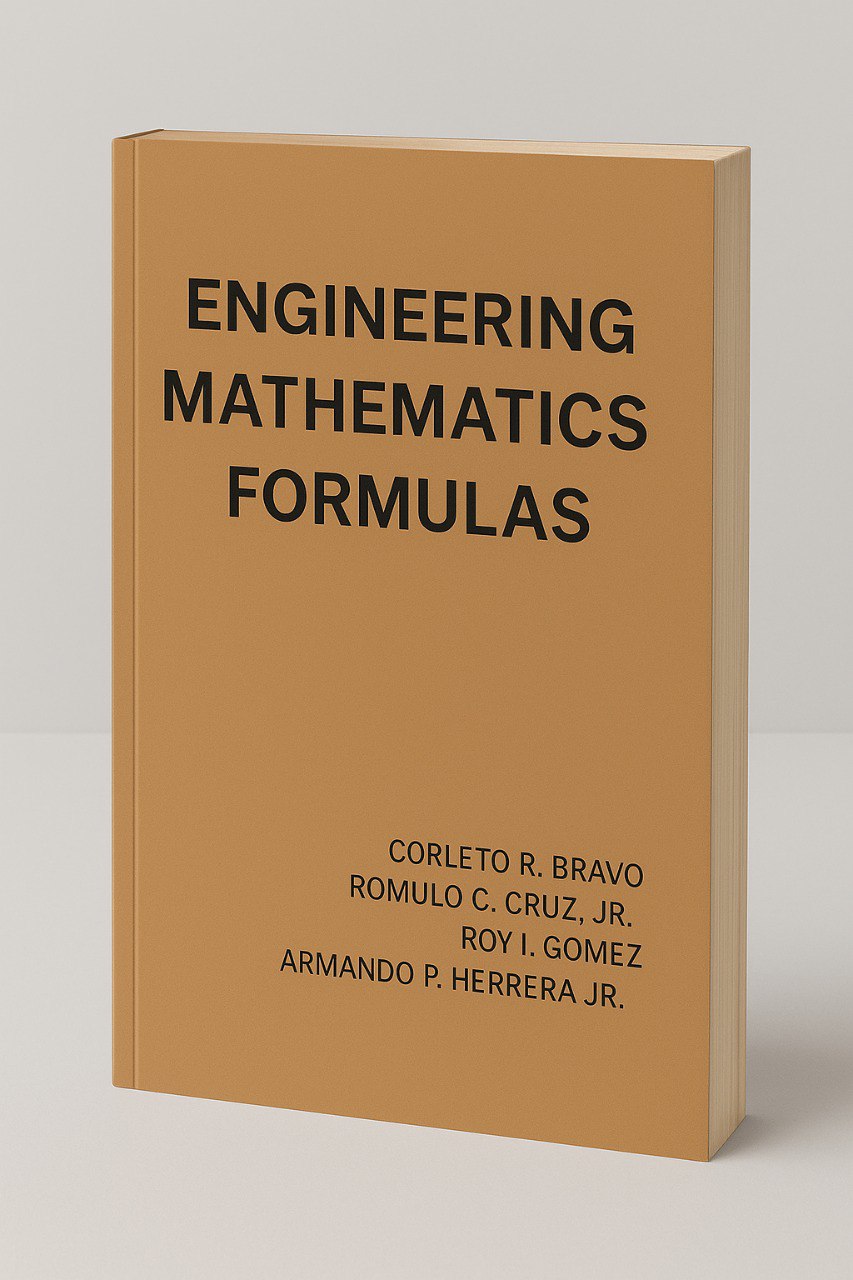 ENGINEERING
MATHEMATICS
FORMULAS
CORLETO R. BRAVO
ROMULO C. CRUZ, JR.
ROY I. GOMEZ
ARMANDO P. HERRERA JR.